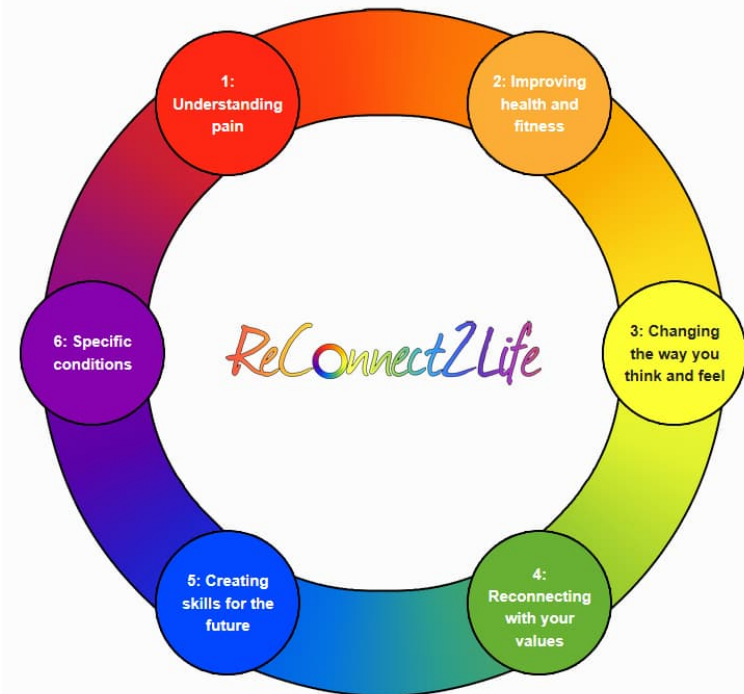 1:
Understanding
pain
2: Improving
health and
fitness
3: Changing
the way you
think and feel
4:
Reconnecting
with your
values
5: Creating
skills for the
future
6: Specific
conditions
ReConnect2Life